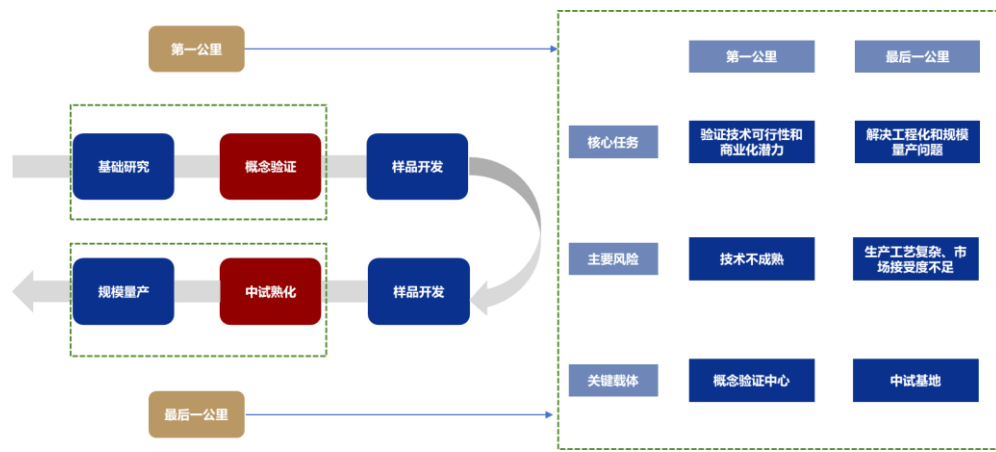 第一公里
基础研究
概念验证
样品开发
规模量产
中试熟化
样品开发
最后一公里
第一公里
最后一公里
核心任务
验证技术可行性和
商业化潜力
解决工程化和规模
量产问题
主要风险
技术不成熟
生产工艺复杂、市
场接受度不足
关键载体
概念验证中心
中试基地